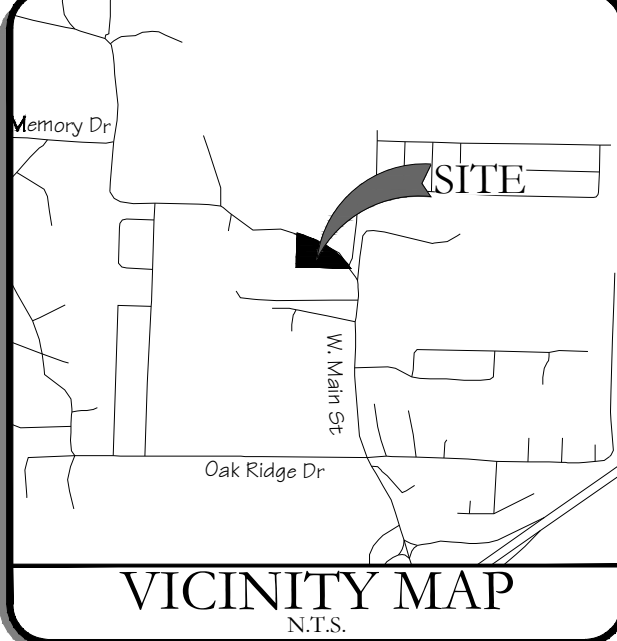 Memory Dr
SITE
W. Main St
Oak Ridge Dr
VICINITY MAP
N.T.S.